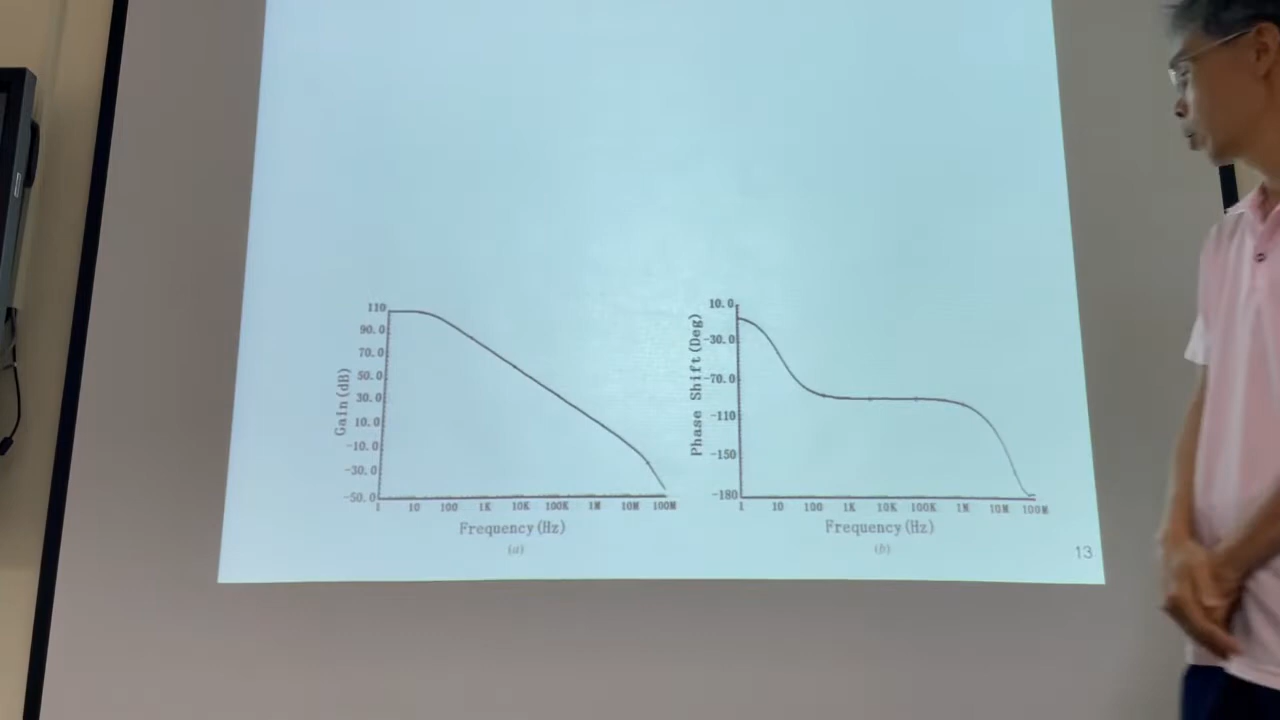 110
90.0
70.0
50.0
30.0
10.0
-10.0
-30.0
-50.0
Gain(dB)
1 10 100 1K 10K 100K 1M 10M 100M
Frequency(Hz)
(a)
10.0
-30.0
-70.0
-110
-150
-180
Phase Shift(Deg)
1 10 100 1K 10K 100K 1M 10M 100M
Frequency(Hz)
(b)
13